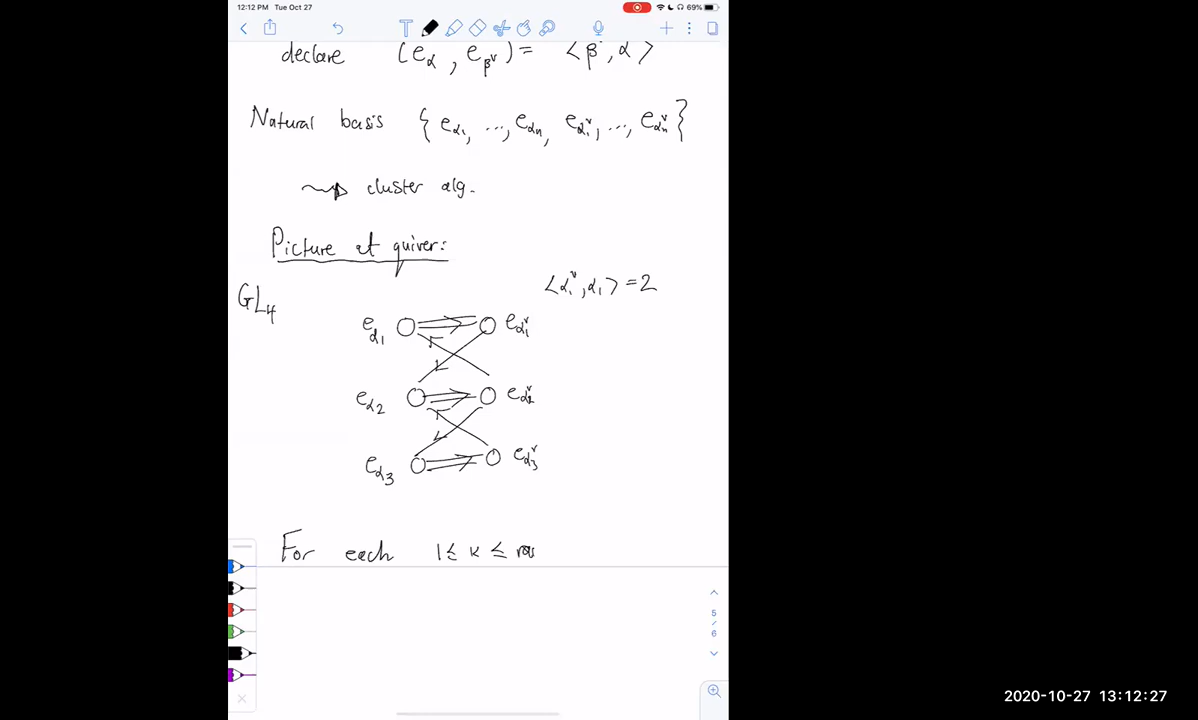 12:12 PM Tue Oct 27
69%
declare (e_α , e_β^∨) = ⟨β^∨, α⟩
Natural basis { e_α₁, ..., e_αₙ, e_α₁^∨, ..., e_αₙ^∨ }
⇝ cluster alg.
Picture at quiver:
⟨α₁^∨, α₁⟩ = 2
GL₄
e_α₁ e_α₁^∨
e_α₂ e_α₂^∨
e_α₃ e_α₃^∨
For each 1 ≤ k ≤ ran
5
/
6
2020-10-27 13:12:27